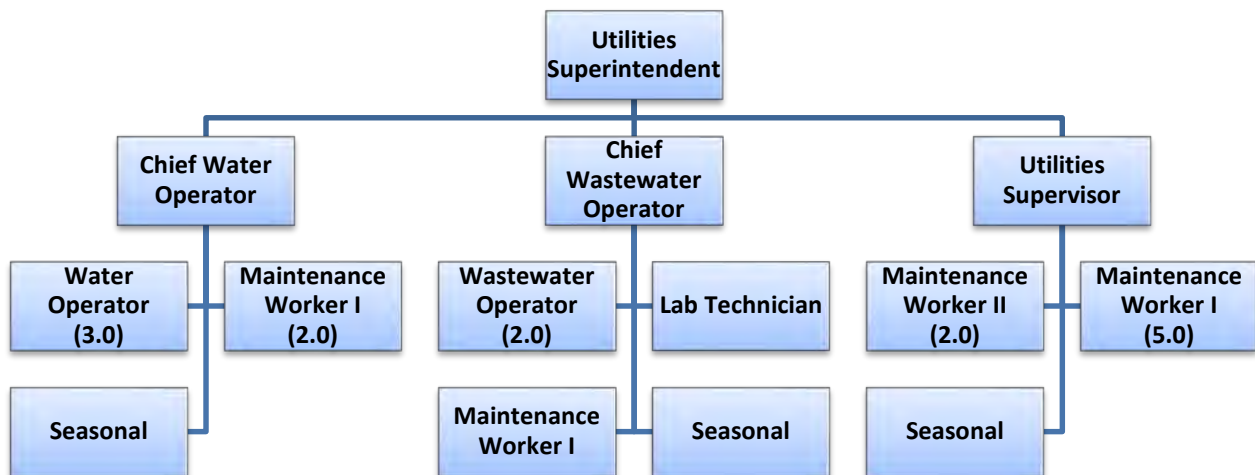 Utilities
Superintendent
Chief Water
Operator
Chief
Wastewater
Operator
Utilities
Supervisor
Water
Operator
(3.0)
Maintenance
Worker I
(2.0)
Wastewater
Operator
(2.0)
Lab Technician
Maintenance
Worker II
(2.0)
Maintenance
Worker I
(5.0)
Seasonal
Maintenance
Worker I
Seasonal
Seasonal